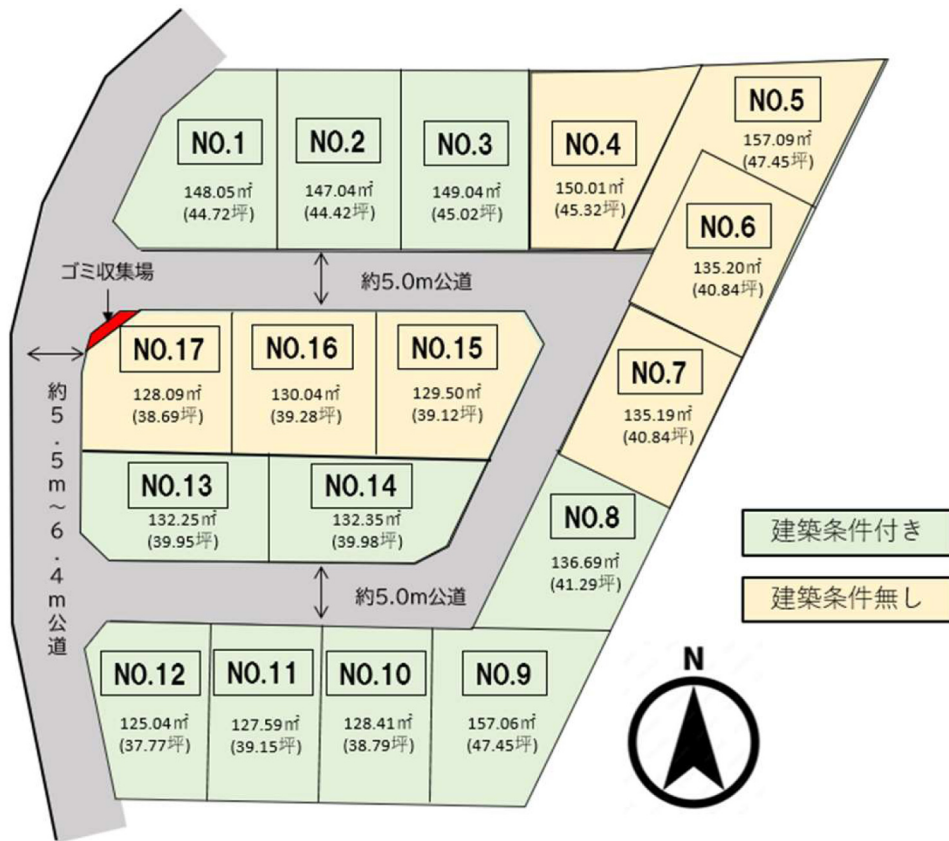 NO.1
148.05㎡
(44.72坪)
NO.2
147.04㎡
(44.42坪)
NO.3
149.04㎡
(45.02坪)
NO.4
150.01㎡
(45.32坪)
NO.5
157.09㎡
(47.45坪)
NO.6
135.20㎡
(40.84坪)
ゴミ収集場
約5.0m公道
NO.17
128.09㎡
(38.69坪)
NO.16
130.04㎡
(39.28坪)
NO.15
129.50㎡
(39.12坪)
NO.7
135.19㎡
(40.84坪)
約5.5m~6.4m公道
NO.13
132.25㎡
(39.95坪)
NO.14
132.35㎡
(39.98坪)
NO.8
136.69㎡
(41.29坪)
建築条件付き
建築条件無し
約5.0m公道
NO.12
125.04㎡
(37.77坪)
NO.11
127.59㎡
(39.15坪)
NO.10
128.41㎡
(38.79坪)
NO.9
157.06㎡
(47.45坪)
N